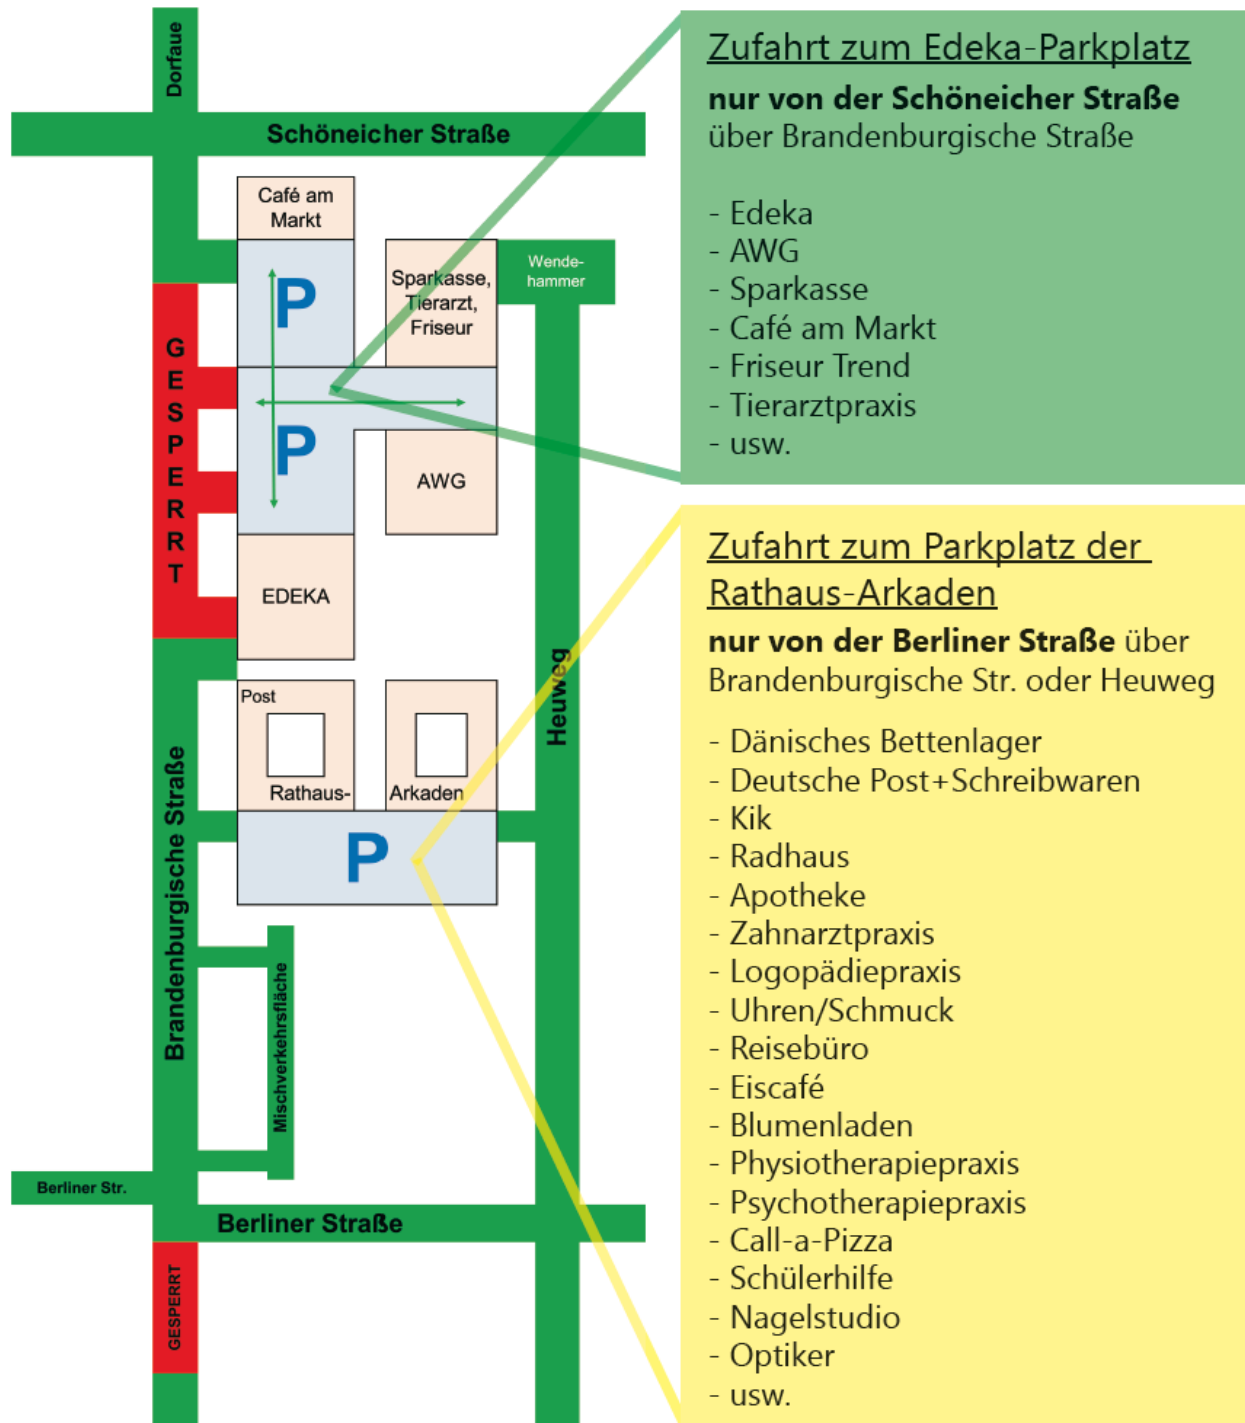 Dorfaue
Schöneicher Straße
Café am
Markt
P
Sparkasse,
Tierarzt,
Friseur
Wende-
hammer
GESPERRT
P
AWG
EDEKA
Heuweg
Post
Rathaus-
Arkaden
P
Brandenburgische Straße
Mischverkehrsfläche
Berliner Str.
Berliner Straße
GESPERRT
Zufahrt zum Edeka-Parkplatz
nur von der Schöneicher Straße
über Brandenburgische Straße
- Edeka
- AWG
- Sparkasse
- Café am Markt
- Friseur Trend
- Tierarztpraxis
- usw.
Zufahrt zum Parkplatz der
Rathaus-Arkaden
nur von der Berliner Straße über
Brandenburgische Str. oder Heuweg
- Dänisches Bettenlager
- Deutsche Post+Schreibwaren
- Kik
- Radhaus
- Apotheke
- Zahnarztpraxis
- Logopädiepraxis
- Uhren/Schmuck
- Reisebüro
- Eiscafé
- Blumenladen
- Physiotherapiepraxis
- Psychotherapiepraxis
- Call-a-Pizza
- Schülerhilfe
- Nagelstudio
- Optiker
- usw.